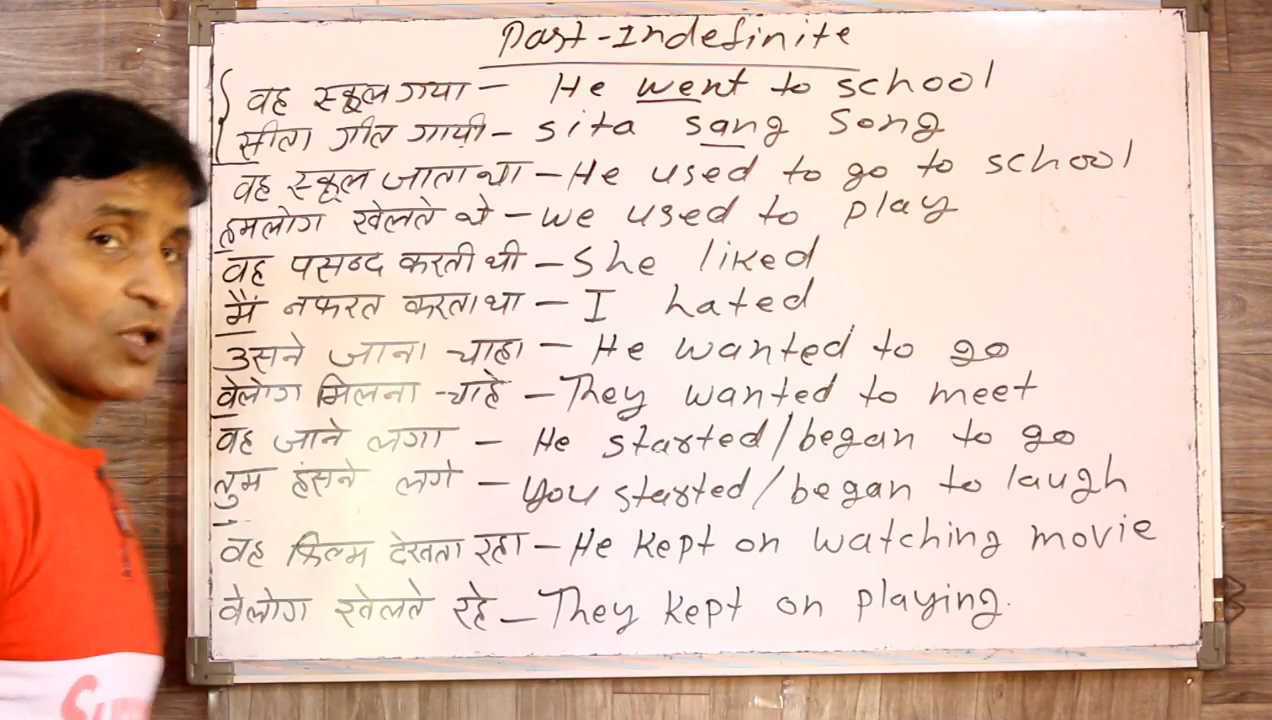 Past-Indefinite
वह स्कूल गया - He went to school
सीता गीत गायी - sita sang song
वह स्कूल जाता था - He used to go to school
हमलोग खेलते थे - we used to play
वह पसन्द करती थी - She liked
मैं नफरत करता था - I hated
उसने जाना चाहा - He wanted to go
वेलोग मिलना चाहे - They wanted to meet
वह जाने लगा - He started/began to go
तुम हंसने लगे - you started/began to laugh
वह फिल्म देखता रहा - He kept on watching movie
वेलोग खेलते रहे - They kept on playing.